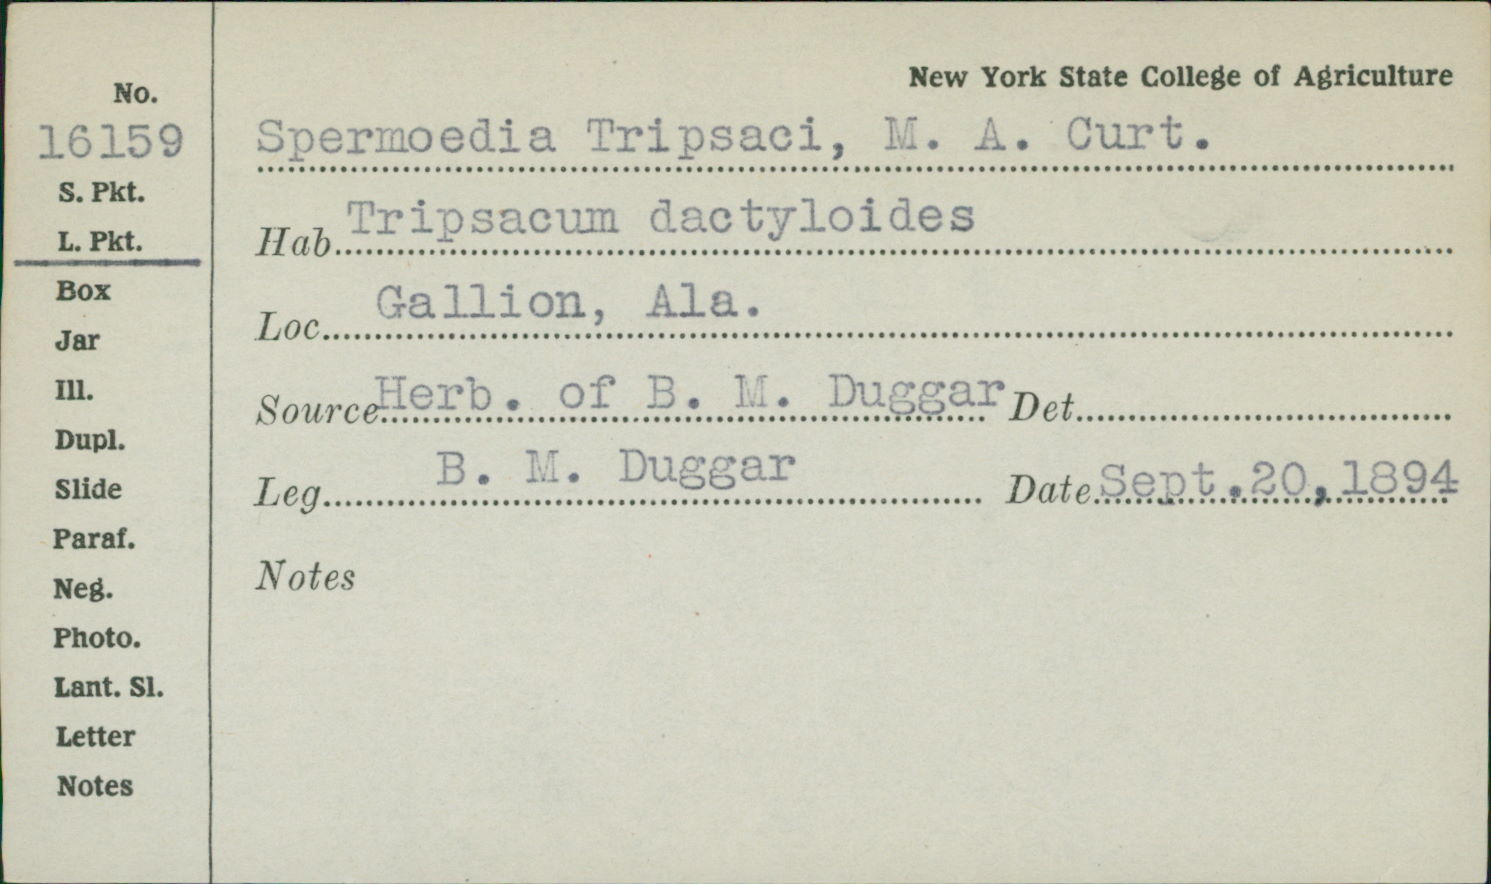 New York State College of Agriculture
No.
16159
S. Pkt.
L. Pkt.
Box
Jar
Ill.
Dupl.
Slide
Paraf.
Neg.
Photo.
Lant. Sl.
Letter
Notes
Spermoedia Tripsaci, M. A. Curt.
Hab Tripsacum dactyloides
Loc Gallion, Ala.
Source Herb. of B. M. Duggar Det
Leg B. M. Duggar Date Sept.20,1894
Notes